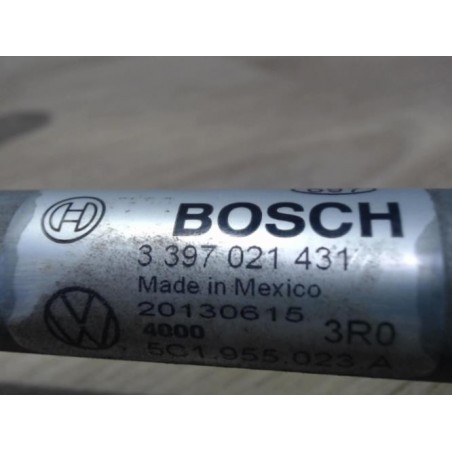 BOSCH
3 397 021 431
Made in Mexico
20130615
4000 3R0
5C1.955.023 A